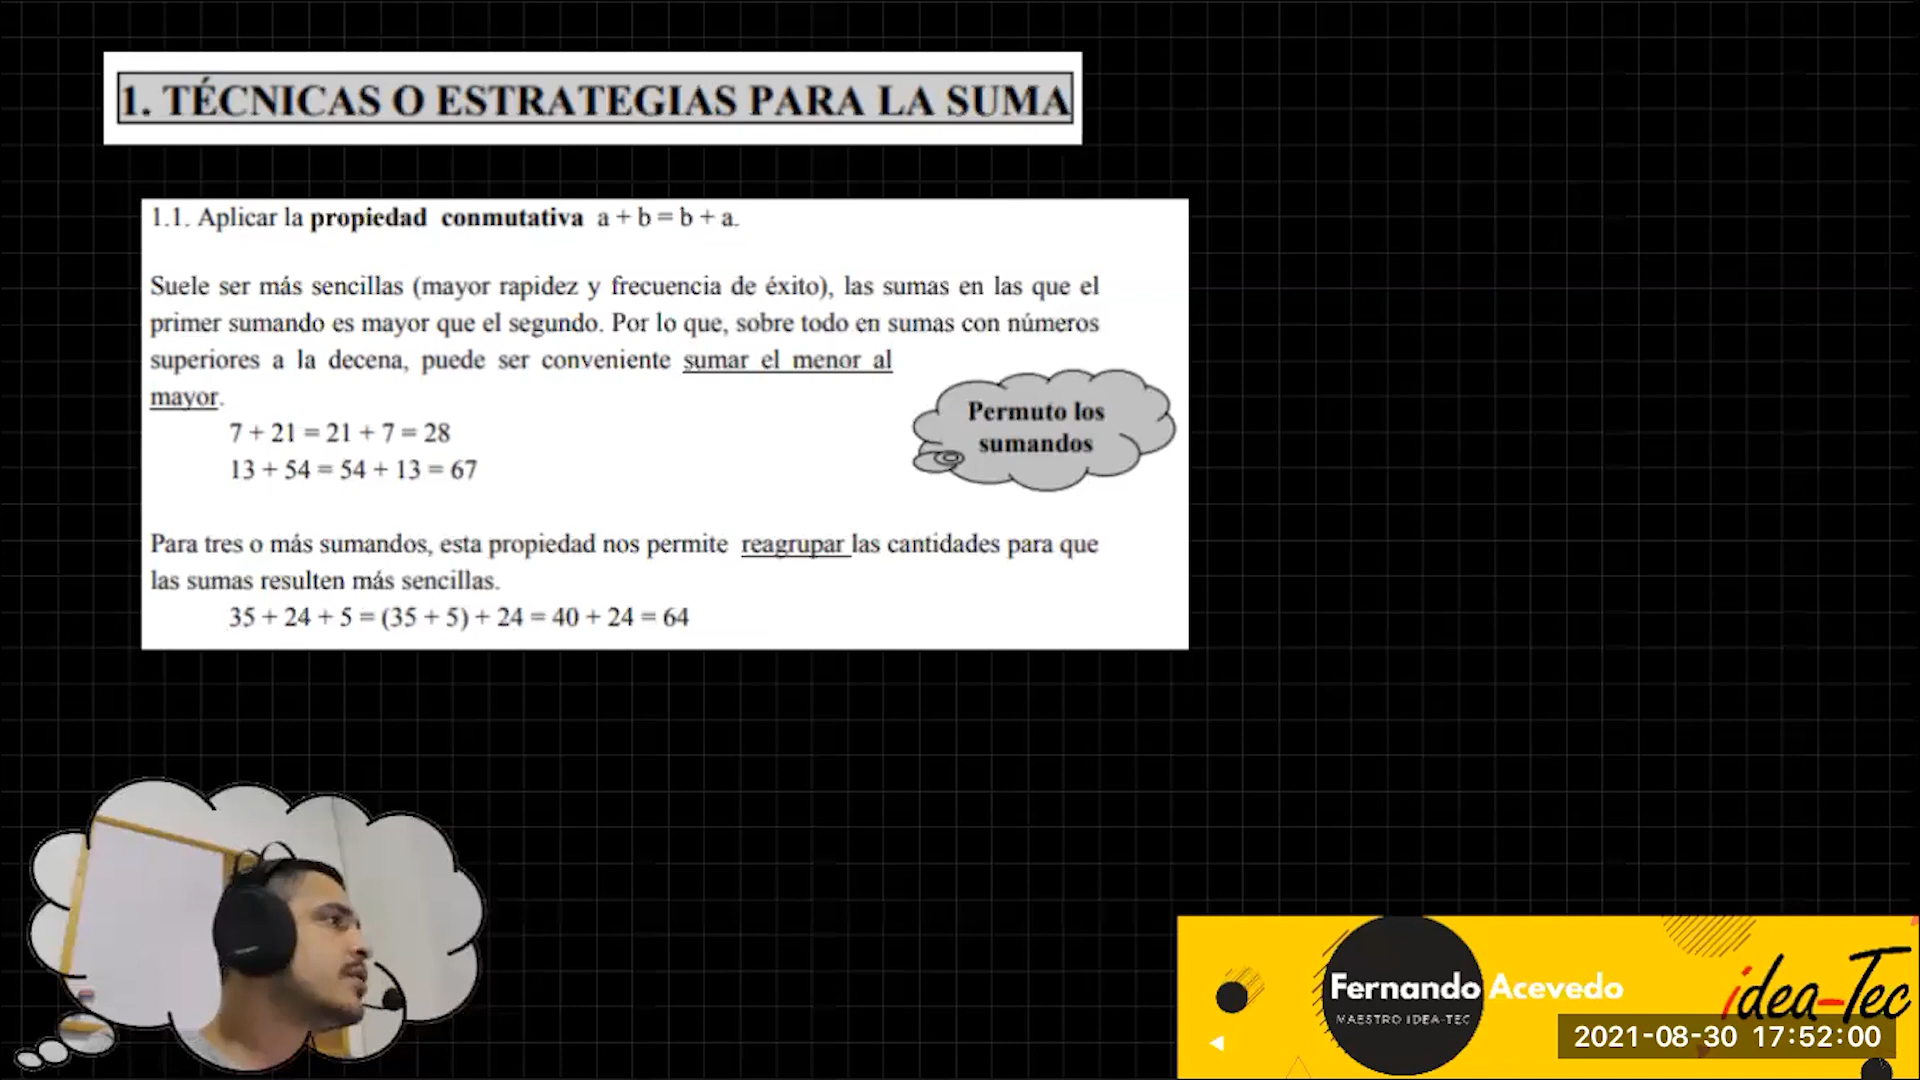 1. TÉCNICAS O ESTRATEGIAS PARA LA SUMA
1.1. Aplicar la propiedad conmutativa a + b = b + a.
Suele ser más sencillas (mayor rapidez y frecuencia de éxito), las sumas en las que el
primer sumando es mayor que el segundo. Por lo que, sobre todo en sumas con números
superiores a la decena, puede ser conveniente sumar el menor al
mayor.
7 + 21 = 21 + 7 = 28
13 + 54 = 54 + 13 = 67
Permuto los
sumandos
Para tres o más sumandos, esta propiedad nos permite reagrupar las cantidades para que
las sumas resulten más sencillas.
35 + 24 + 5 = (35 + 5) + 24 = 40 + 24 = 64
Fernando Acevedo
MAESTRO IDEA-TEC
idea-Tec
2021-08-30 17:52:00